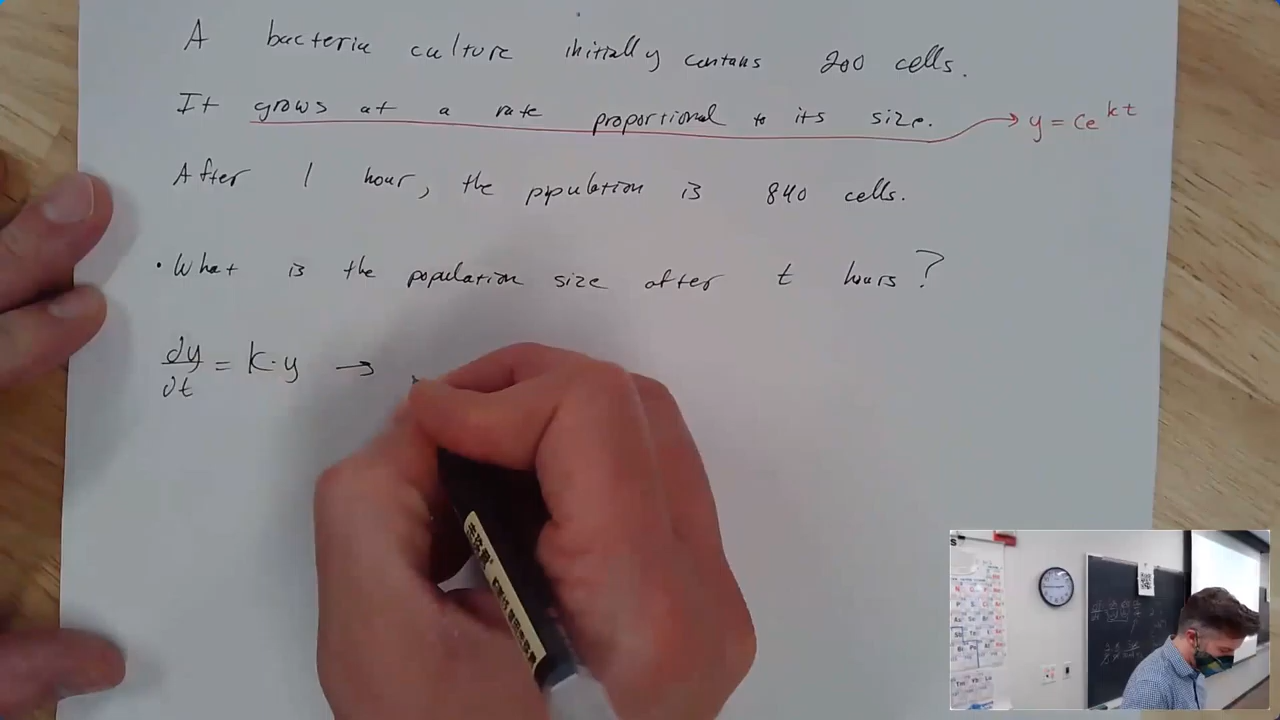 A bacteria culture initially contains 200 cells.
It grows at a rate proportional to its size. → y = Ce^{kt}
After 1 hour, the population is 840 cells.
• What is the population size after t hours?
dy/dt = k·y →